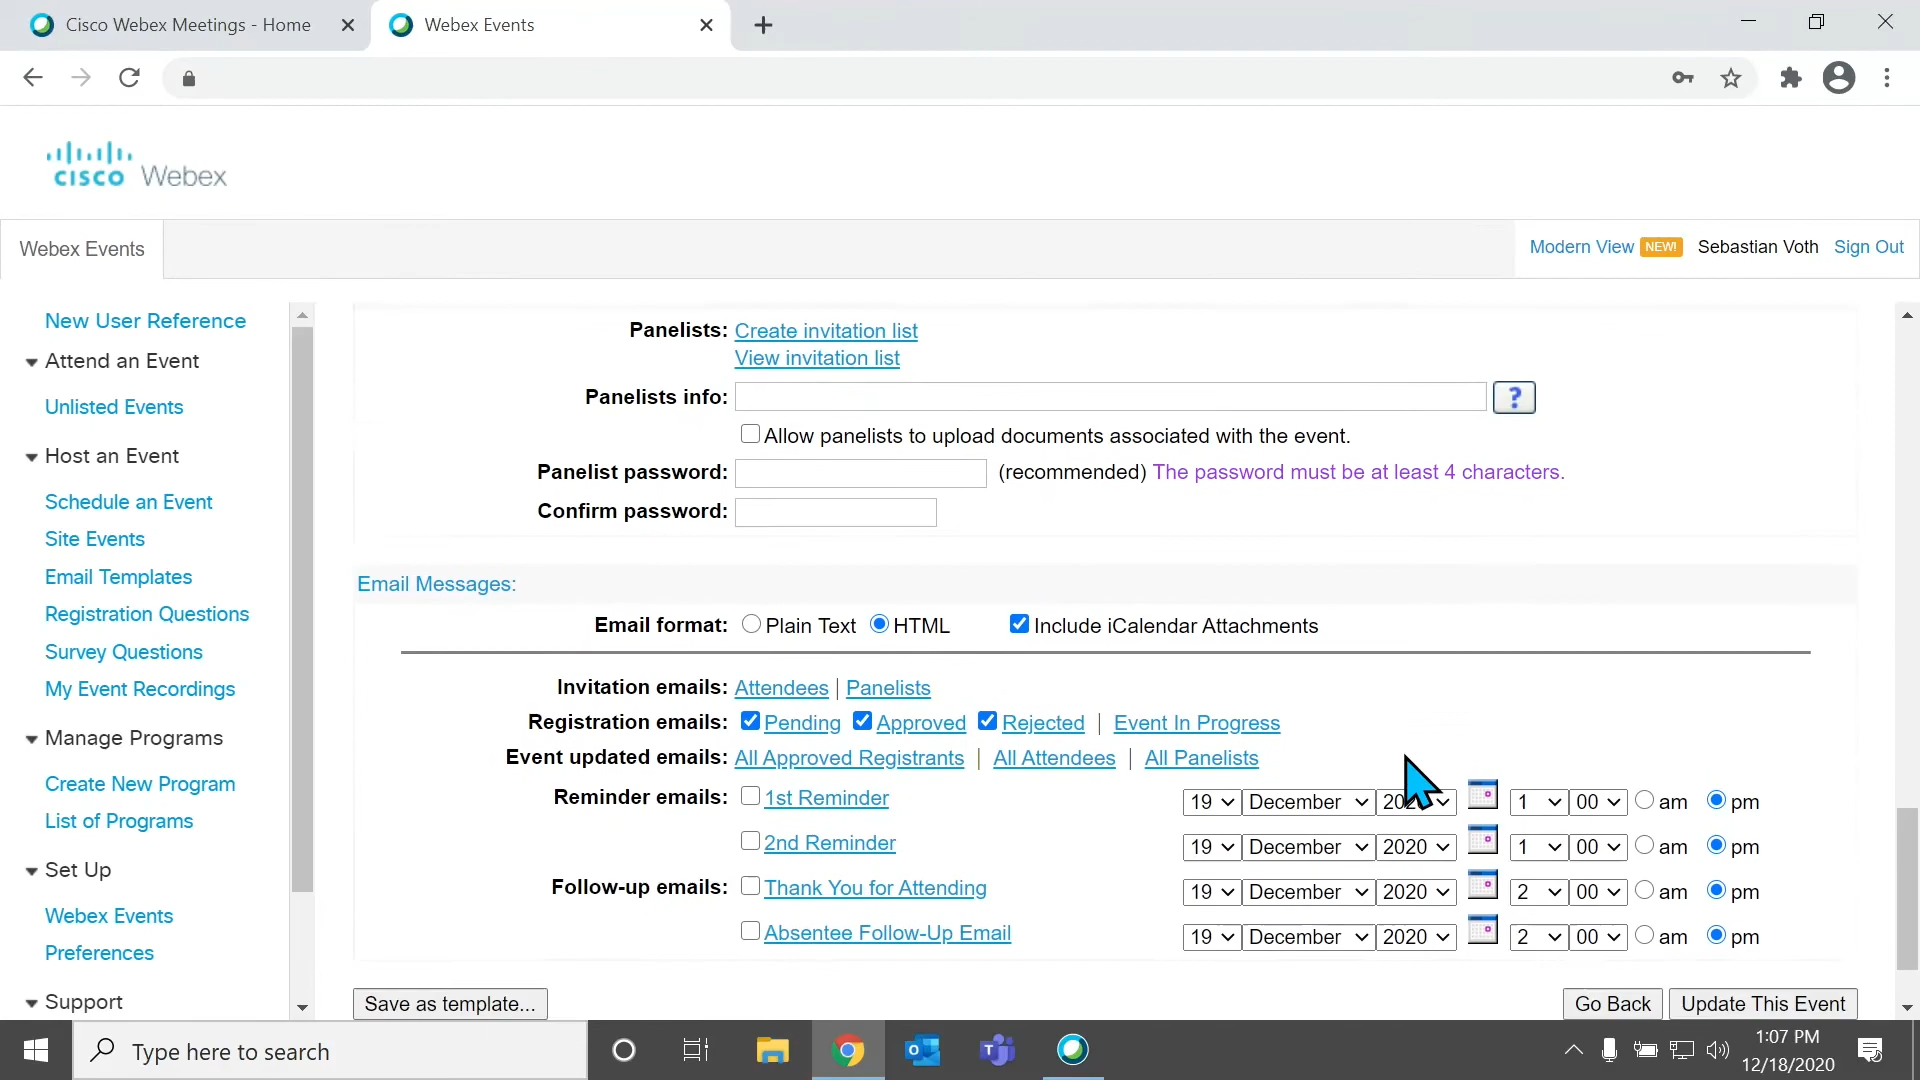 Cisco Webex Meetings - Home
Webex Events
cisco Webex
Webex Events
Modern View NEW! Sebastian Voth Sign Out
New User Reference
Attend an Event
Unlisted Events
Host an Event
Schedule an Event
Site Events
Email Templates
Registration Questions
Survey Questions
My Event Recordings
Manage Programs
Create New Program
List of Programs
Set Up
Webex Events
Preferences
Support
Panelists: Create invitation list
View invitation list
Panelists info: ?
Allow panelists to upload documents associated with the event.
Panelist password: (recommended) The password must be at least 4 characters.
Confirm password:
Email Messages:
Email format: Plain Text HTML Include iCalendar Attachments
Invitation emails: Attendees | Panelists
Registration emails: Pending Approved Rejected | Event In Progress
Event updated emails: All Approved Registrants | All Attendees | All Panelists
Reminder emails: 1st Reminder 19 December 1 00 am pm
2nd Reminder 19 December 2020 1 00 am pm
Follow-up emails: Thank You for Attending 19 December 2020 2 00 am pm
Absentee Follow-Up Email 19 December 2020 2 00 am pm
Save as template... Go Back Update This Event
Type here to search
1:07 PM
12/18/2020